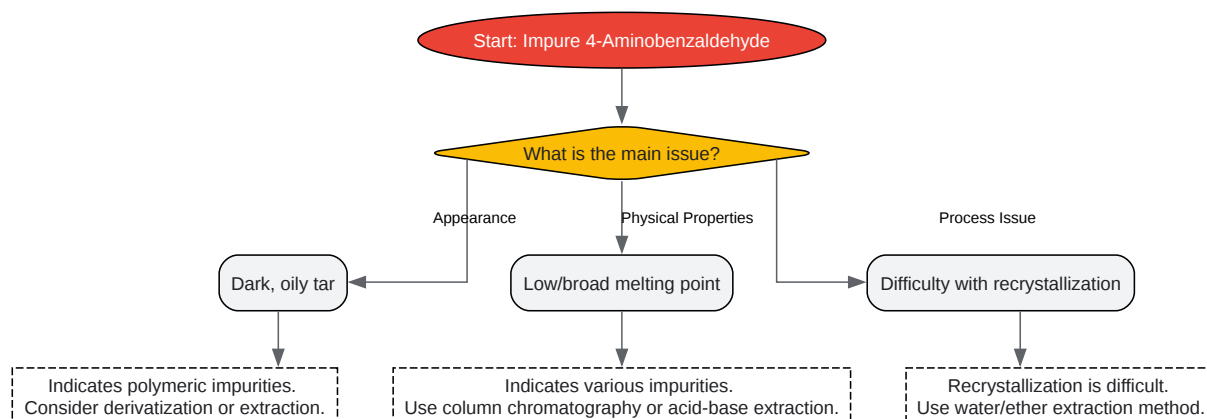 Start: Impure 4-Aminobenzaldehyde
What is the main issue?
Appearance
Physical Properties
Process Issue
Dark, oily tar
Low/broad melting point
Difficulty with recrystallization
Indicates polymeric impurities.
Consider derivatization or extraction.
Indicates various impurities.
Use column chromatography or acid-base extraction.
Recrystallization is difficult.
Use water/ether extraction method.